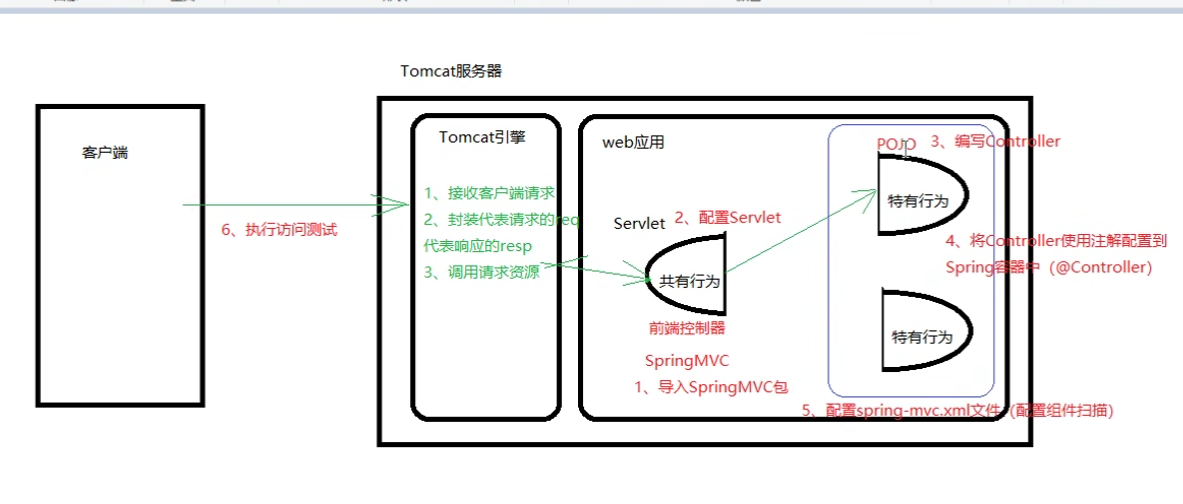 Tomcat服务器
客户端
Tomcat引擎
1、接收客户端请求
2、封装代表请求的req
代表响应的resp
3、调用请求资源
6、执行访问测试
web应用
Servlet
2、配置Servlet
共有行为
前端控制器
SpringMVC
1、导入SpringMVC包
POJO
3、编写Controller
特有行为
4、将Controller使用注解配置到
Spring容器中（@Controller）
特有行为
5、配置spring-mvc.xml文件（配置组件扫描）